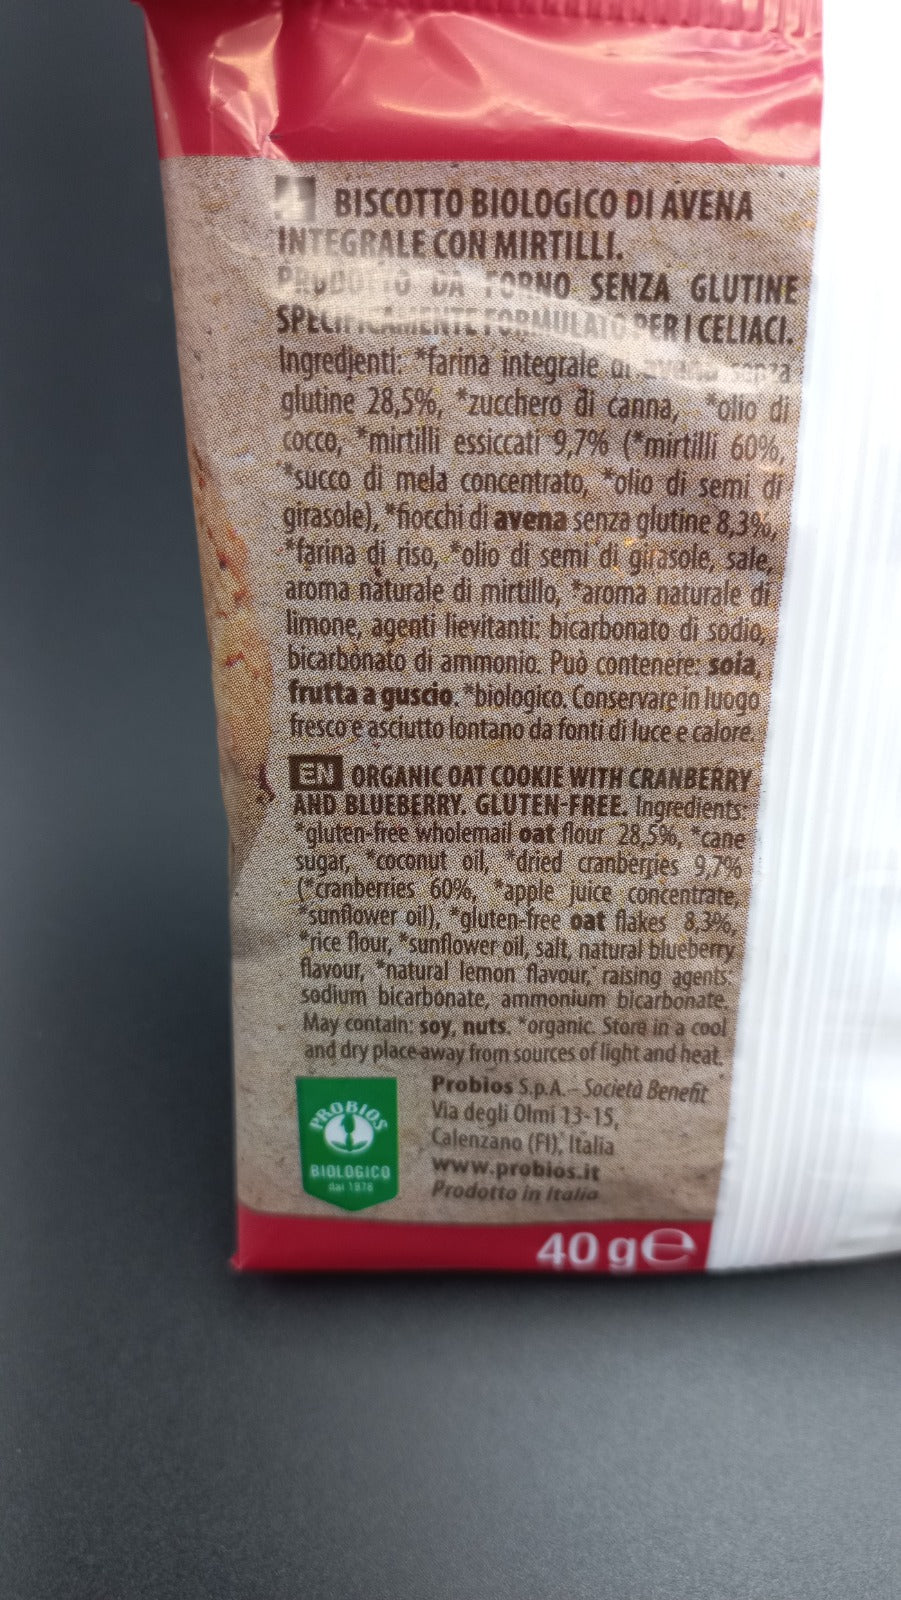 BISCOTTO BIOLOGICO DI AVENA
INTEGRALE CON MIRTILLI.
PRODOTTO DA FORNO SENZA GLUTINE
SPECIFICAMENTE FORMULATO PER I CELIACI.
Ingredienti: *farina integrale di avena senza
glutine 28,5%, *zucchero di canna, *olio di
cocco, *mirtilli essiccati 9,7% (*mirtilli 60%,
*succo di mela concentrato, *olio di semi di
girasole), *fiocchi di avena senza glutine 8,3%,
*farina di riso, *olio di semi di girasole, sale,
aroma naturale di mirtillo, *aroma naturale di
limone, agenti lievitanti: bicarbonato di sodio,
bicarbonato di ammonio. Può contenere: soia,
frutta a guscio. *biologico. Conservare in luogo
fresco e asciutto lontano da fonti di luce e calore.
EN ORGANIC OAT COOKIE WITH CRANBERRY
AND BLUEBERRY. GLUTEN-FREE. Ingredients:
*gluten-free wholemail oat flour 28,5%, *cane
sugar, *coconut oil, *dried cranberries 9,7%
(*cranberries 60%, *apple juice concentrate,
*sunflower oil), *gluten-free oat flakes 8,3%,
*rice flour, *sunflower oil, salt, natural blueberry
flavour, *natural lemon flavour, raising agents:
sodium bicarbonate, ammonium bicarbonate.
May contain: soy, nuts. *organic. Store in a cool
and dry place away from sources of light and heat.
PROBIOS
BIOLOGICO
dal 1978
Probios S.p.A. - Società Benefit
Via degli Olmi 13-15,
Calenzano (FI), Italia
www.probios.it
Prodotto in Italia
40 g e